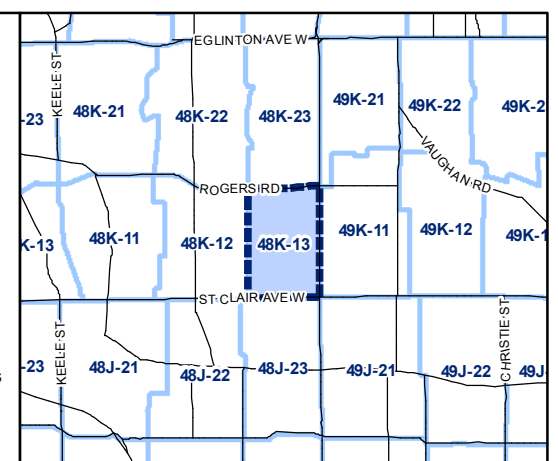 EGLINTON AVE W
KEELE ST
-23
48K-21
48K-22
48K-23
49K-21
49K-22
49K-2
VAUGHAN RD
ROGERS RD
K-13
48K-11
48K-12
48K-13
49K-11
49K-12
49K-1
ST CLAIR AVE W
KEELE ST
CHRISTIE ST
-23
48J-21
48J-22
48J-23
49J-21
49J-22
49J-
s